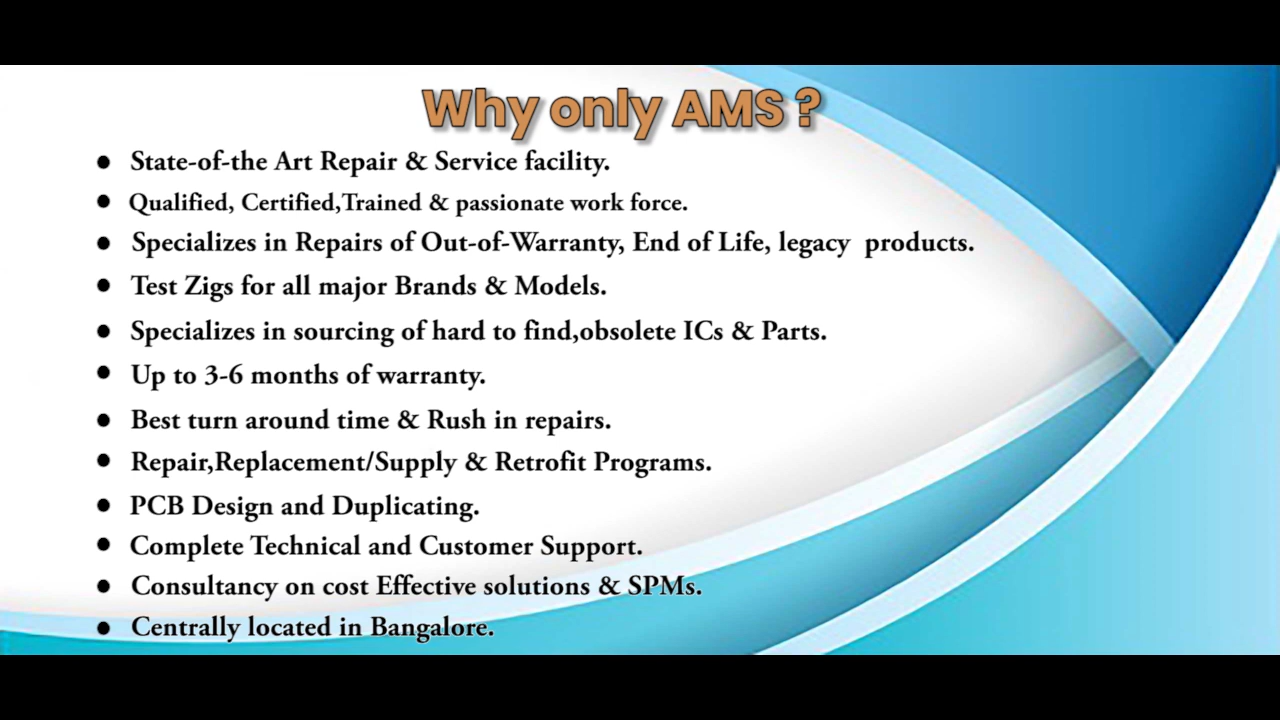 Why only AMS ?
● State-of-the Art Repair & Service facility.
● Qualified, Certified,Trained & passionate work force.
● Specializes in Repairs of Out-of-Warranty, End of Life, legacy  products.
● Test Zigs for all major Brands & Models.
● Specializes in sourcing of hard to find,obsolete ICs & Parts.
● Up to 3-6 months of warranty.
● Best turn around time & Rush in repairs.
● Repair,Replacement/Supply & Retrofit Programs.
● PCB Design and Duplicating.
● Complete Technical and Customer Support.
● Consultancy on cost Effective solutions & SPMs.
● Centrally located in Bangalore.